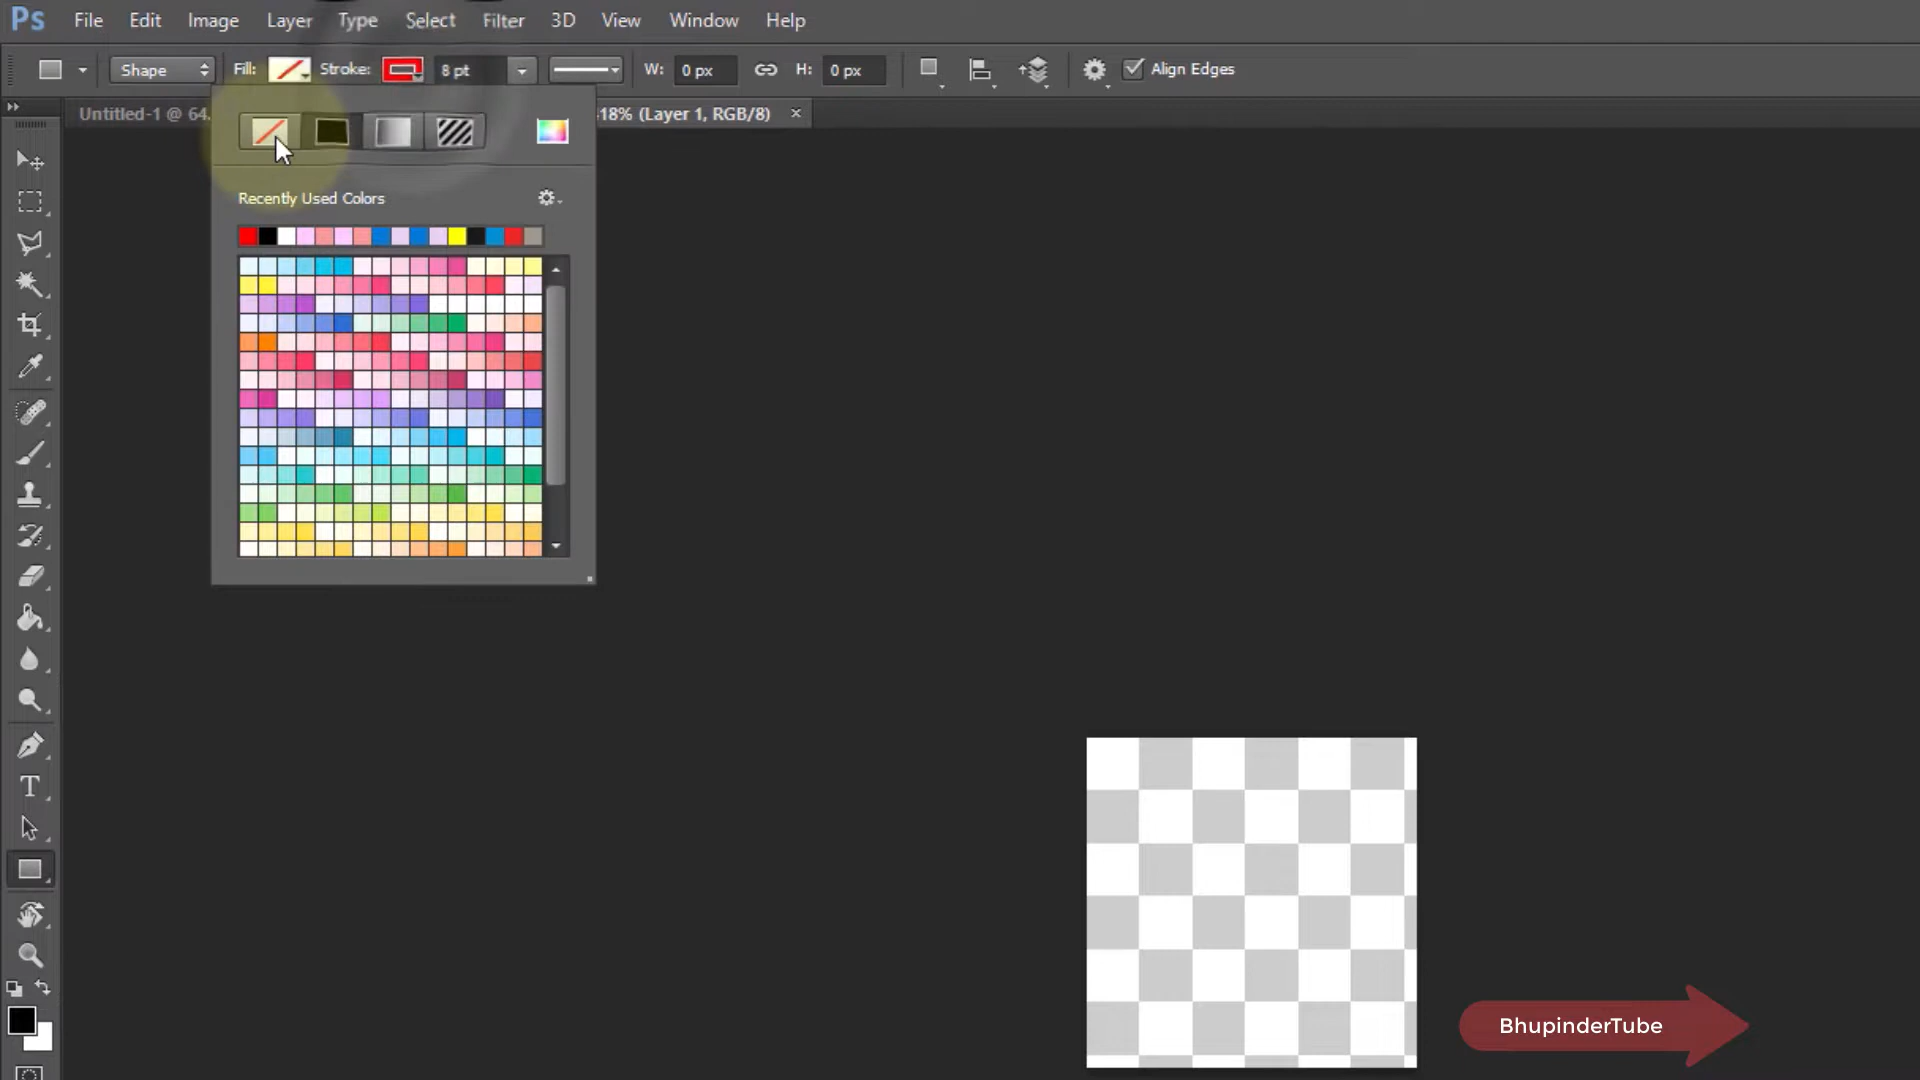 Ps File Edit Image Layer Type Select Filter 3D View Window Help
Shape Fill: Stroke: 8 pt W: 0 px H: 0 px Align Edges
Untitled-1 @ 64. 18% (Layer 1, RGB/8) ×
Recently Used Colors
T
BhupinderTube